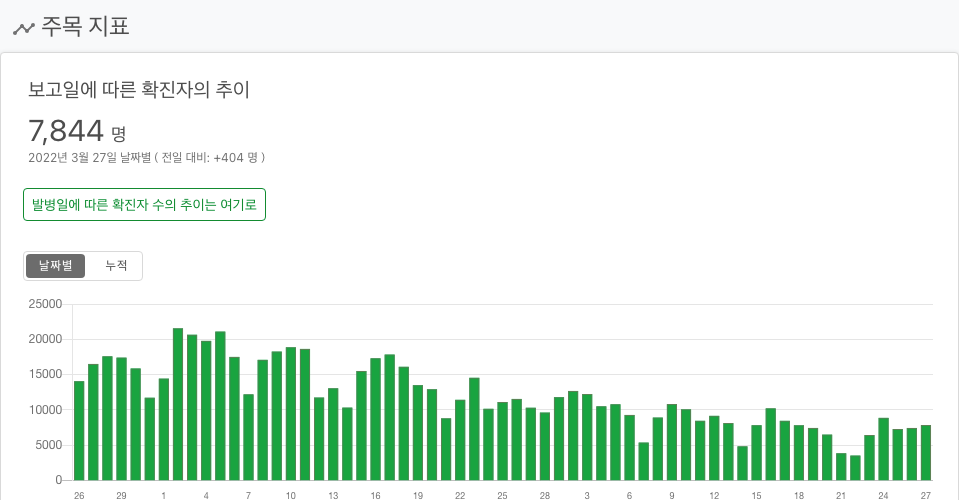 주목 지표
보고일에 따른 확진자의 추이
7,844 명
2022년 3월 27일 날짜별 ( 전일 대비: +404 명 )
발병일에 따른 확진자 수의 추이는 여기로
날짜별 누적
25000
20000
15000
10000
5000
0
26 29 1 4 7 10 13 16 19 22 25 28 3 6 9 12 15 18 21 24 27